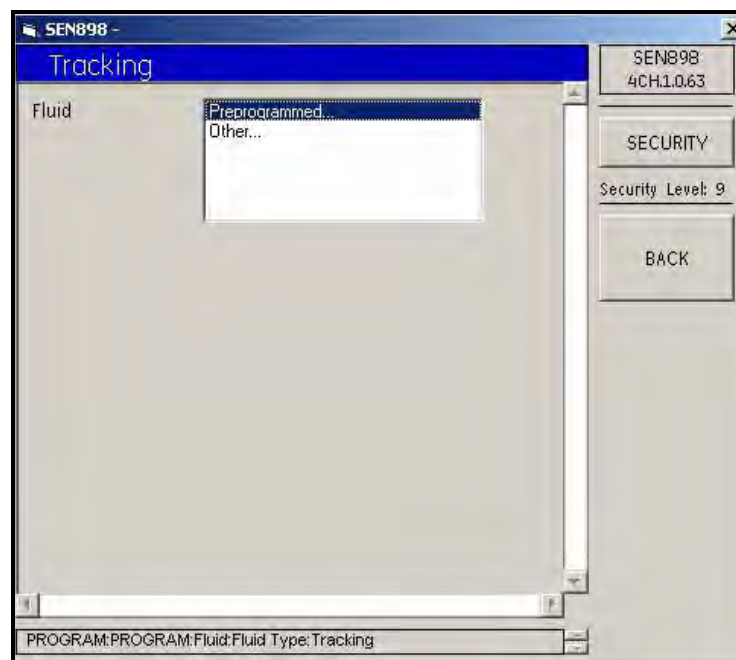 SEN898 -
Tracking
Fluid
Preprogrammed...
Other...
SEN898
4CH.1.0.63
SECURITY
Security Level: 9
BACK
PROGRAM:PROGRAM:Fluid:Fluid Type:Tracking